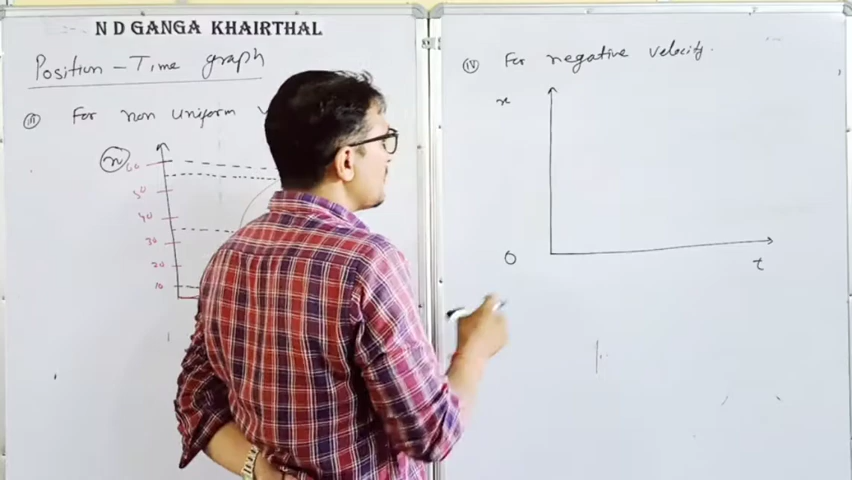 N D GANGA KHAIRTHAL
Position - Time graph
(iii) For non uniform
x
60
50
40
30
20
10
(iv) For negative velocity.
x
O
t